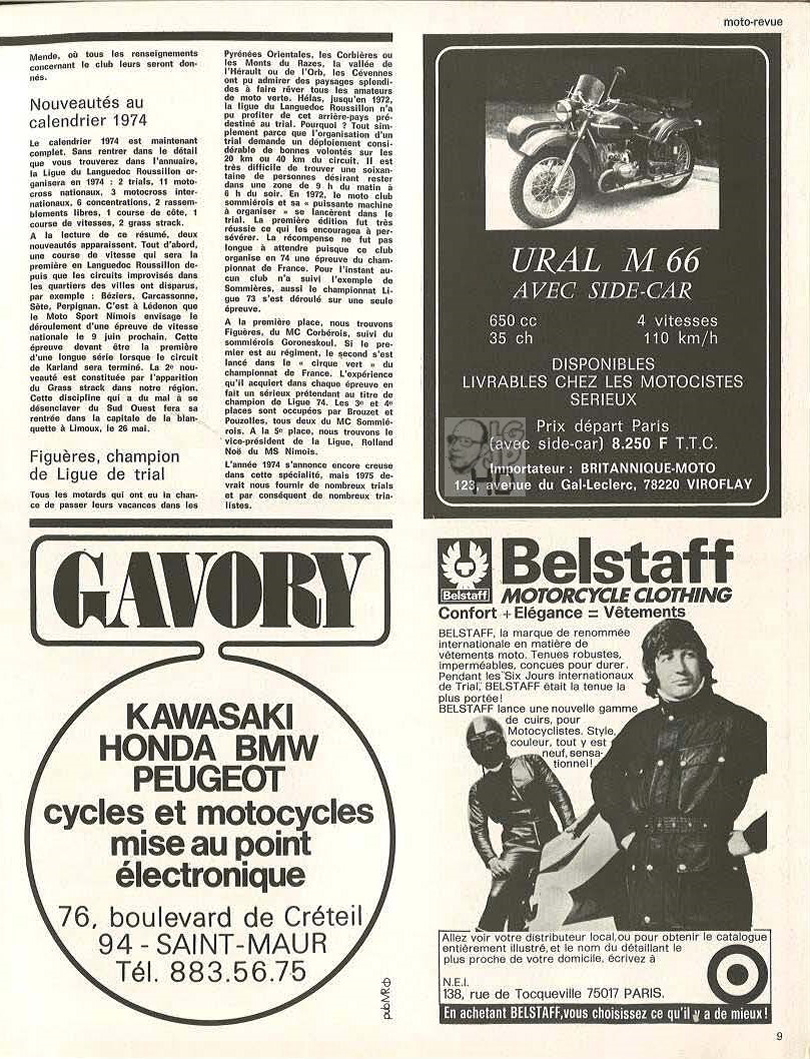 moto-revue
Mende, où tous les renseignements
concernant le club leurs seront don-
nés.
Nouveautés au
calendrier 1974
Le calendrier 1974 est maintenant
complet. Sans rentrer dans le détail
que vous trouverez dans l'annuaire,
la Ligue du Languedoc Roussillon or-
ganisera en 1974 : 2 trials, 11 moto-
cross nationaux, 3 motocross inter-
nationaux, 6 concentrations, 2 rassem-
blements libres, 1 course de côte, 1
course de vitesses, 2 grass strack.
A la lecture de ce résumé, deux
nouveautés apparaissent. Tout d'abord,
une course de vitesse qui sera la
première en Languedoc Roussillon de-
puis que les circuits improvisés dans
les quartiers des villes ont disparus,
par exemple : Béziers, Carcassonne,
Sète, Perpignan. C'est à Lédonon que
le Moto Sport Nimois envisage le
déroulement d'une épreuve de vitesse
nationale le 9 juin prochain. Cette
épreuve devant être la première
d'une longue série lorsque le circuit
de Karland sera terminé. La 2e nou-
veauté est constituée par l'apparition
du Grass strack dans notre région.
Cette discipline qui a du mal à se
désenclaver du Sud Ouest fera sa
rentrée dans la capitale de la blan-
quette à Limoux, le 26 mai.
Figuères, champion
de Ligue de trial
Tous les motards qui ont eu la chan-
ce de passer leurs vacances dans les
Pyrénées Orientales, les Corbières ou
les Monts du Razes, la vallée de
l'Hérault ou de l'Orb, les Cévennes
ont pu admirer des paysages splendi-
des à faire rêver tous les amateurs
de moto verte. Hélas, jusqu'en 1972,
la ligue du Languedoc Roussillon n'a
pu profiter de cet arrière-pays pré-
destiné au trial. Pourquoi ? Tout sim-
plement parce que l'organisation d'un
trial demande un déploiement consi-
dérable de bonnes volontés sur les
20 km ou 40 km du circuit. Il est
très difficile de trouver une soixan-
taine de personnes désirant rester
dans une zone de 9 h du matin à
6 h du soir. En 1972, le moto club
sommiérois et sa « puissante machine
à organiser » se lancèrent dans le
trial. La première édition fut très
réussie ce qui les encouragea à per-
sévérer. La récompense ne fut pas
longue à attendre puisque ce club
organise en 74 une épreuve du cham-
pionnat de France. Pour l'instant au-
cun club n'a suivi l'exemple de
Sommières, aussi le championnat Li-
gue 73 s'est déroulé sur une seule
épreuve.
A la première place, nous trouvons
Figuères, du MC Corbérois, suivi du
sommiérois Goroneskoul. Si le pre-
mier est au régiment, le second s'est
lancé dans le « cirque vert » du
championnat de France. L'expérience
qu'il acquiert dans chaque épreuve en
fait un sérieux prétendant au titre de
champion de Ligue 74. Les 3e et 4e
places sont occupées par Brouzet et
Pouzolles, tous deux du MC Sommié-
rois. A la 5e place, nous trouvons le
vice-président de la Ligue, Rolland
Noë du MS Nimois.
L'année 1974 s'annonce encore creuse
dans cette spécialité, mais 1975 de-
vrait nous fournir de nombreux trials
et par conséquent de nombreux tria-
listes.
URAL M 66
AVEC SIDE-CAR
650 cc 4 vitesses
35 ch 110 km/h
DISPONIBLES
LIVRABLES CHEZ LES MOTOCISTES
SERIEUX
Prix départ Paris
(avec side-car) 8.250 F T.T.C.
Importateur : BRITANNIQUE-MOTO
123, avenue du Gal-Leclerc, 78220 VIROFLAY
GAVORY
KAWASAKI
HONDA BMW
PEUGEOT
cycles et motocycles
mise au point
électronique
76, boulevard de Créteil
94 - SAINT-MAUR
Tél. 883.56.75
Belstaff
Belstaff
MOTORCYCLE CLOTHING
Confort + Elégance = Vêtements
BELSTAFF, la marque de renommée
internationale en matière de
vêtements moto. Tenues robustes,
imperméables, conçues pour durer.
Pendant les Six Jours internationaux
de Trial, BELSTAFF était la tenue la
plus portée!
BELSTAFF lance une nouvelle gamme
de cuirs, pour
Motocyclistes. Style,
couleur, tout y est
neuf, sensa-
tionnel!
Allez voir votre distributeur local, ou pour obtenir le catalogue
entièrement illustré, et le nom du détaillant le
plus proche de votre domicile, écrivez à
N.E.I.
138, rue de Tocqueville 75017 PARIS.
En achetant BELSTAFF, vous choisissez ce qu'il y a de mieux!
9